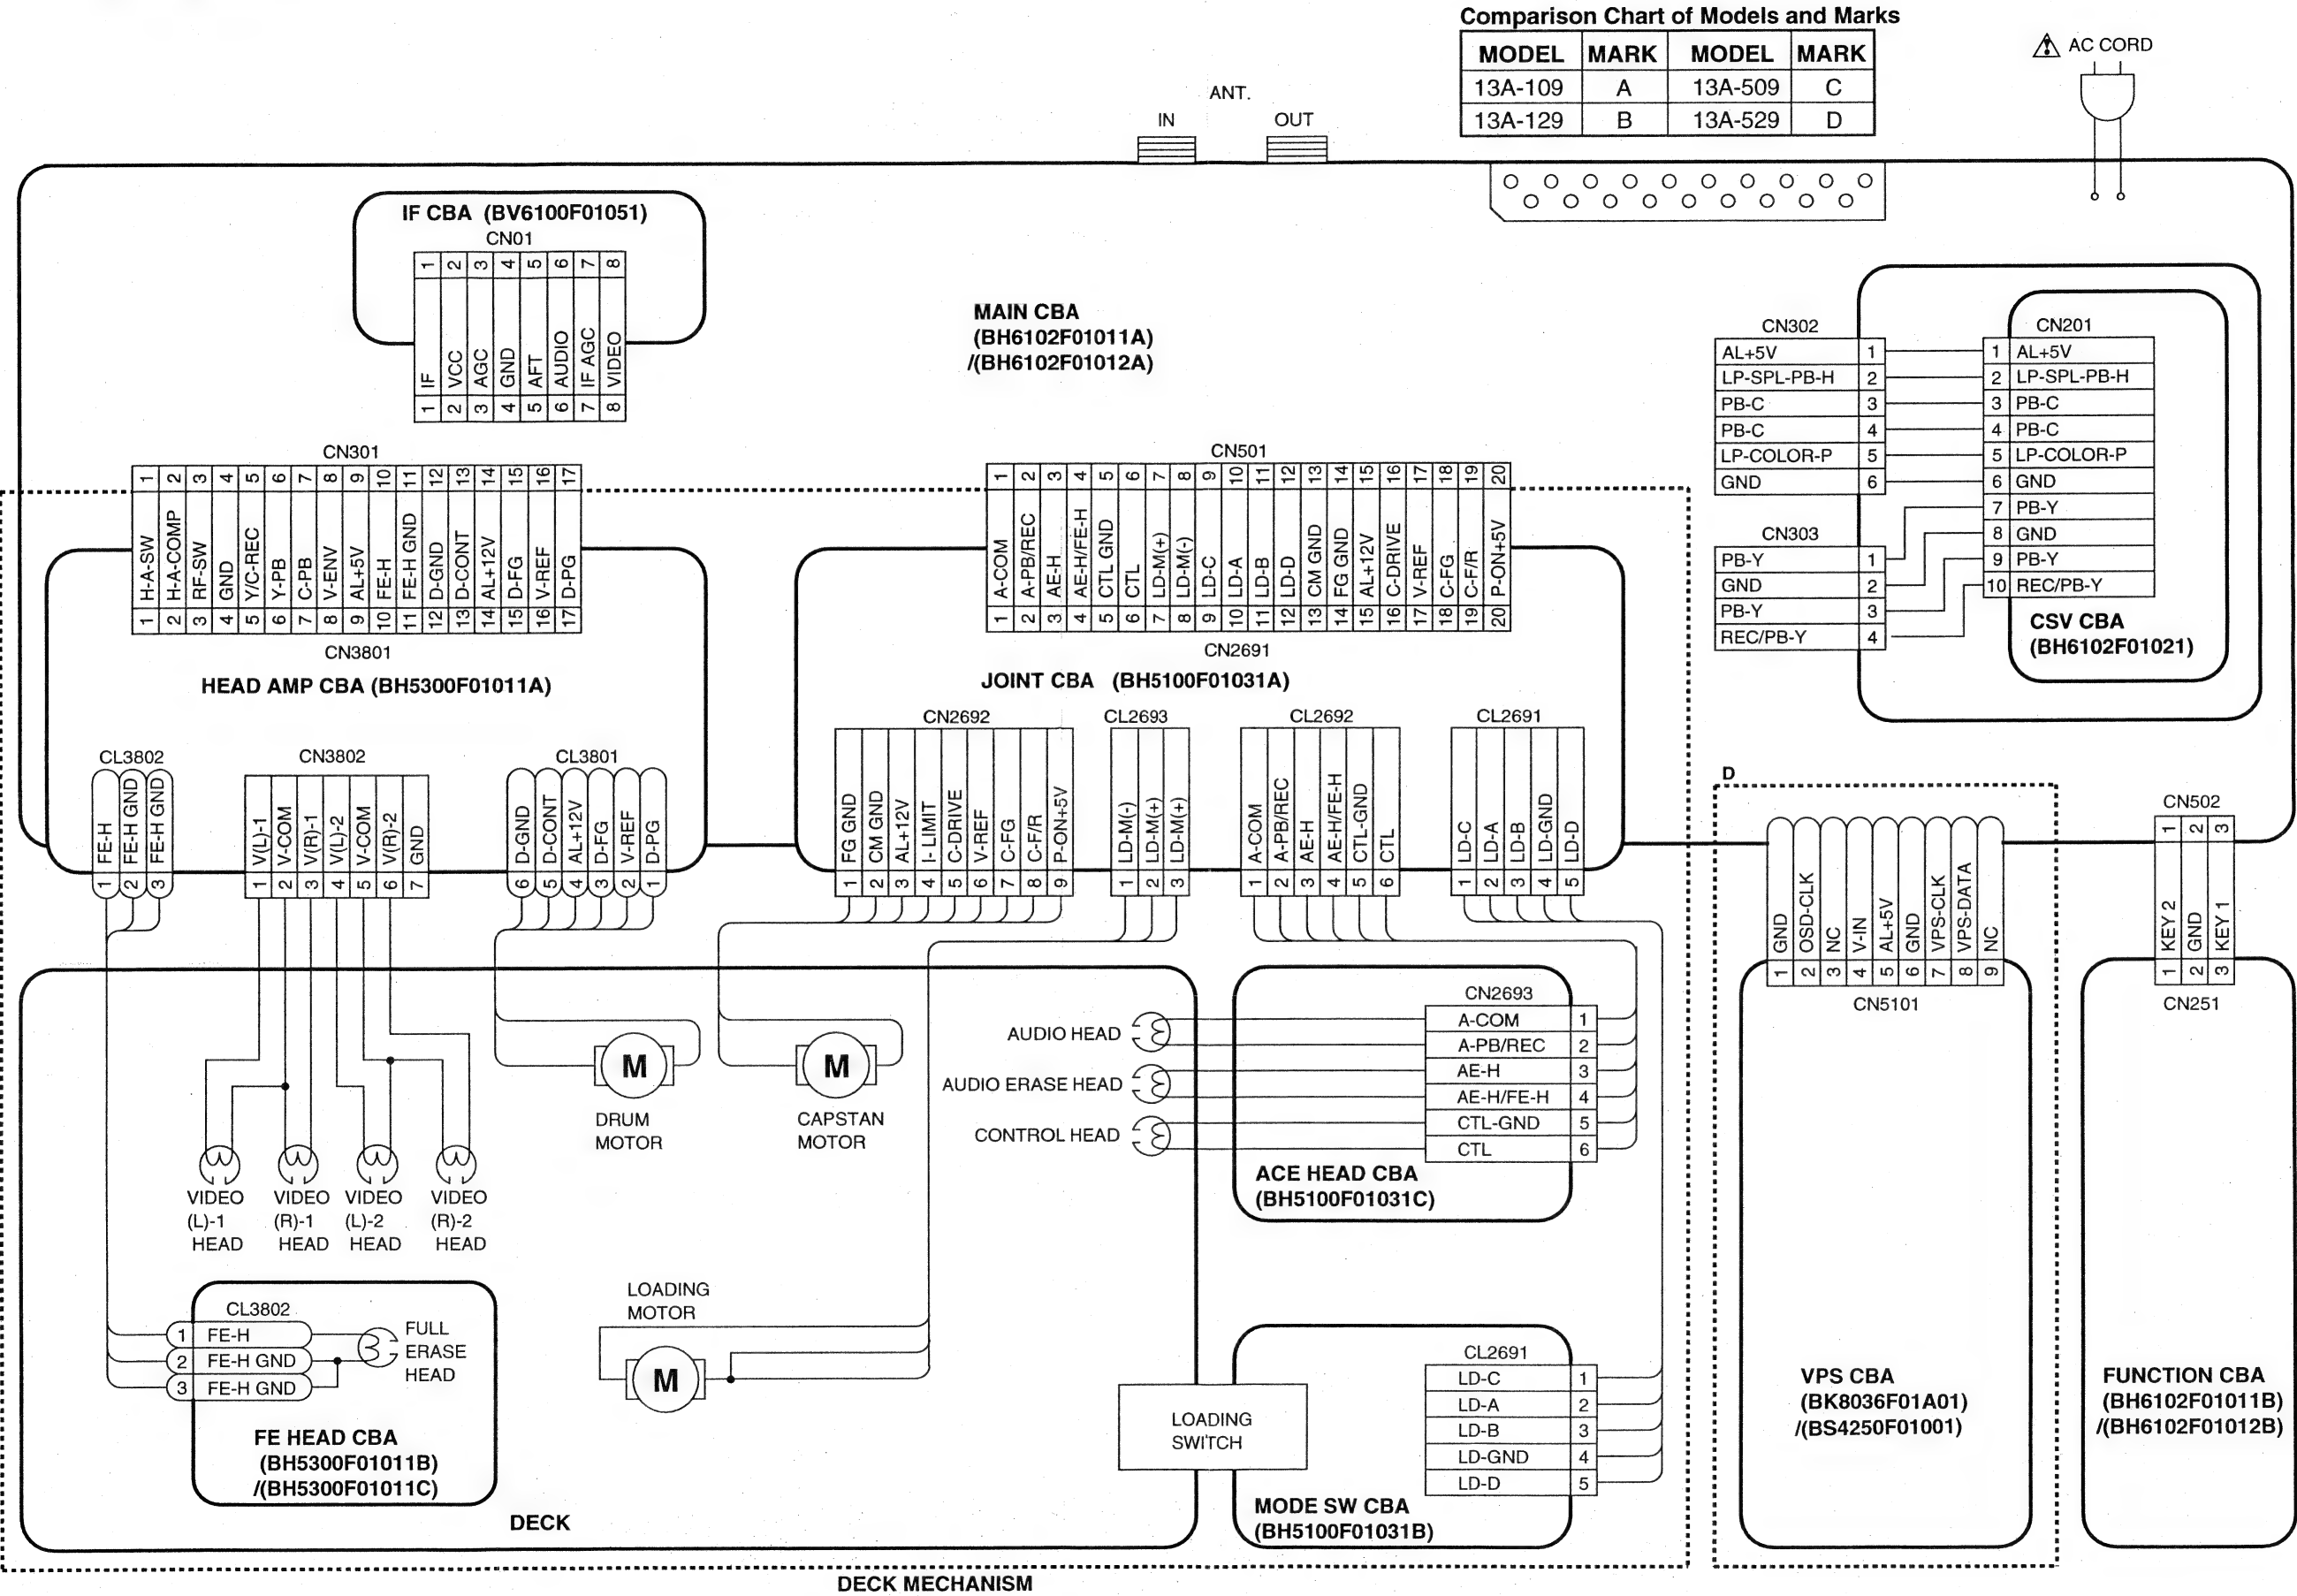 Comparison Chart of Models and Marks
MODEL MARK MODEL MARK
13A-109 A 13A-509 C
13A-129 B 13A-529 D
AC CORD
ANT.
IN OUT
IF CBA (BV6100F01051)
CN01
1 2 3 4 5 6 7 8
IF VCC AGC GND AFT AUDIO IF AGC VIDEO
1 2 3 4 5 6 7 8
MAIN CBA
(BH6102F01011A)
/(BH6102F01012A)
CN302
AL+5V 1
LP-SPL-PB-H 2
PB-C 3
PB-C 4
LP-COLOR-P 5
GND 6
CN303
PB-Y 1
GND 2
PB-Y 3
REC/PB-Y 4
CN201
1 AL+5V
2 LP-SPL-PB-H
3 PB-C
4 PB-C
5 LP-COLOR-P
6 GND
7 PB-Y
8 GND
9 PB-Y
10 REC/PB-Y
CSV CBA
(BH6102F01021)
CN301
1 2 3 4 5 6 7 8 9 10 11 12 13 14 15 16 17
H-A-SW H-A-COMP RF-SW GND Y/C-REC Y-PB C-PB V-ENV AL+5V FE-H FE-H GND D-GND D-CONT AL+12V D-FG V-REF D-PG
1 2 3 4 5 6 7 8 9 10 11 12 13 14 15 16 17
CN3801
HEAD AMP CBA (BH5300F01011A)
CN501
1 2 3 4 5 6 7 8 9 10 11 12 13 14 15 16 17 18 19 20
A-COM A-PB/REC AE-H AE-H/FE-H CTL GND CTL LD-M(+) LD-M(-) LD-C LD-A LD-B LD-D CM GND FG GND AL+12V C-DRIVE V-REF C-FG C-F/R P-ON+5V
1 2 3 4 5 6 7 8 9 10 11 12 13 14 15 16 17 18 19 20
CN2691
JOINT CBA (BH5100F01031A)
CL3802
FE-H FE-H GND FE-H GND
1 2 3
CN3802
V(L)-1 V-COM V(R)-1 V(L)-2 V-COM V(R)-2 GND
1 2 3 4 5 6 7
CL3801
D-GND D-CONT AL+12V D-FG V-REF D-PG
6 5 4 3 2 1
CN2692
FG GND CM GND AL+12V I- LIMIT C-DRIVE V-REF C-FG C-F/R P-ON+5V
1 2 3 4 5 6 7 8 9
CL2693
LD-M(-) LD-M(+) LD-M(+)
1 2 3
CL2692
A-COM A-PB/REC AE-H AE-H/FE-H CTL-GND CTL
1 2 3 4 5 6
CL2691
LD-C LD-A LD-B LD-GND LD-D
1 2 3 4 5
D
GND OSD-CLK NC V-IN AL+5V GND VPS-CLK VPS-DATA NC
1 2 3 4 5 6 7 8 9
CN5101
CN502
1 2 3
KEY 2 GND KEY 1
1 2 3
CN251
M
DRUM
MOTOR
M
CAPSTAN
MOTOR
AUDIO HEAD
AUDIO ERASE HEAD
CONTROL HEAD
CN2693
A-COM 1
A-PB/REC 2
AE-H 3
AE-H/FE-H 4
CTL-GND 5
CTL 6
ACE HEAD CBA
(BH5100F01031C)
VIDEO VIDEO VIDEO VIDEO
(L)-1 (R)-1 (L)-2 (R)-2
HEAD HEAD HEAD HEAD
LOADING
MOTOR
M
CL3802
1 FE-H
2 FE-H GND
3 FE-H GND
FULL
ERASE
HEAD
FE HEAD CBA
(BH5300F01011B)
/(BH5300F01011C)
DECK
LOADING
SWITCH
CL2691
LD-C 1
LD-A 2
LD-B 3
LD-GND 4
LD-D 5
MODE SW CBA
(BH5100F01031B)
VPS CBA
(BK8036F01A01)
/(BS4250F01001)
FUNCTION CBA
(BH6102F01011B)
/(BH6102F01012B)
DECK MECHANISM